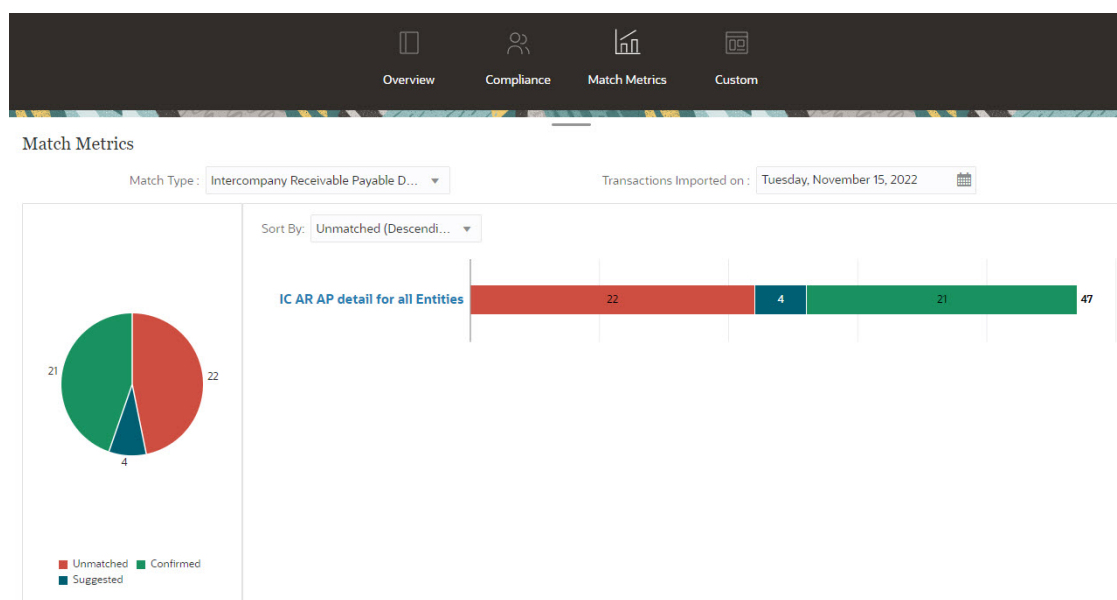 Overview Compliance Match Metrics Custom
Match Metrics
Match Type : Intercompany Receivable Payable D... Transactions Imported on : Tuesday, November 15, 2022
Sort By: Unmatched (Descendi...
IC AR AP detail for all Entities 22 4 21 47
21 22
4
Unmatched Confirmed
Suggested